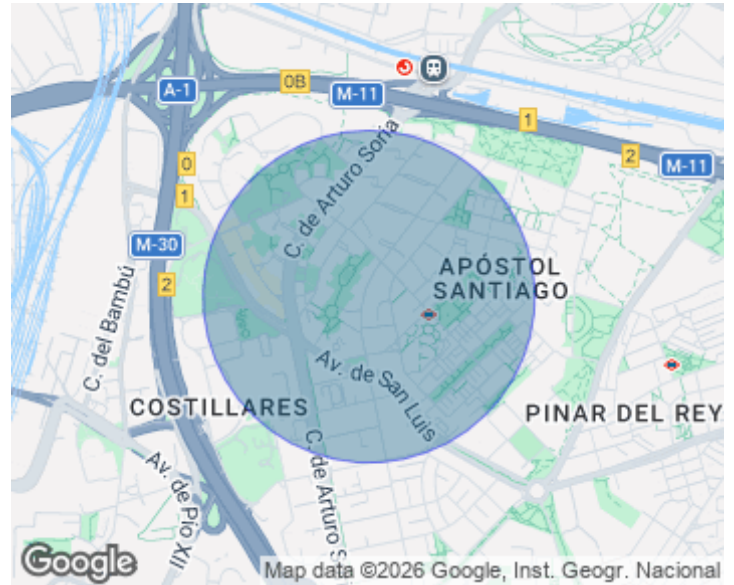 A-1
0B
M-11
1
2
M-11
0
1
M-30
2
C. de Arturo Soria
C. del Bambú
APÓSTOL
SANTIAGO
Av. de San Luis
COSTILLARES
PINAR DEL REY
Av. de Pío XII
C. de Arturo S
Google
Map data ©2026 Google, Inst. Geogr. Nacional